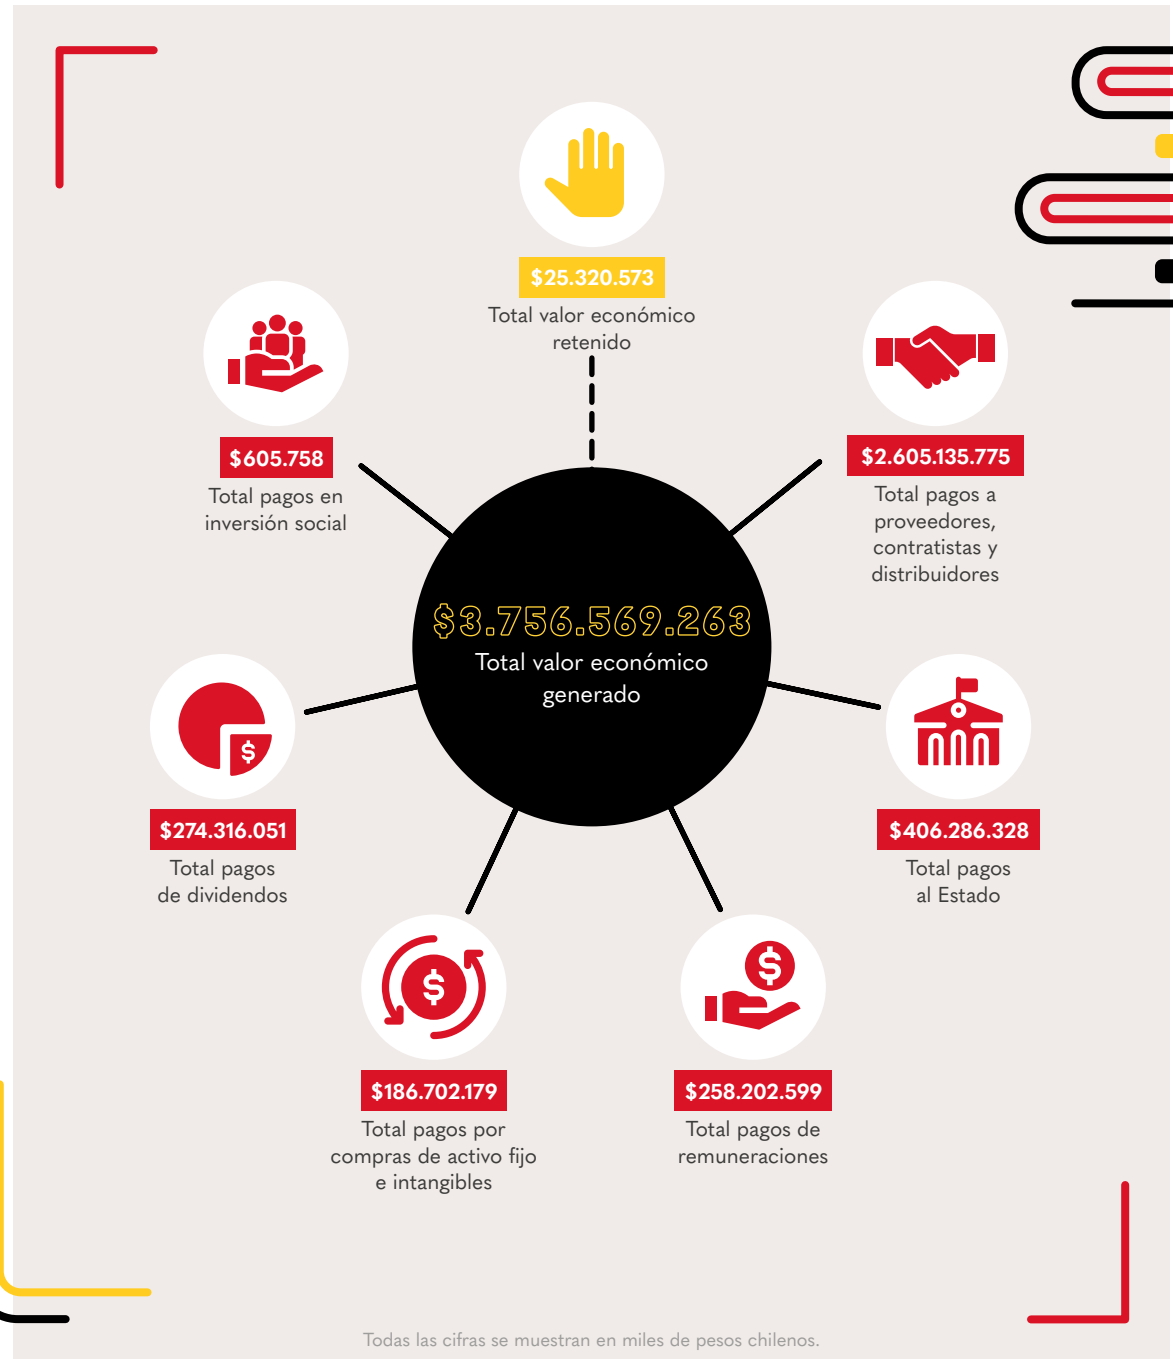 $25.320.573
Total valor económico
retenido
$605.758
Total pagos en
inversión social
$2.605.135.775
Total pagos a
proveedores,
contratistas y
distribuidores
$3.756.569.263
Total valor económico
generado
$274.316.051
Total pagos
de dividendos
$406.286.328
Total pagos
al Estado
$186.702.179
Total pagos por
compras de activo fijo
e intangibles
$258.202.599
Total pagos de
remuneraciones
Todas las cifras se muestran en miles de pesos chilenos.